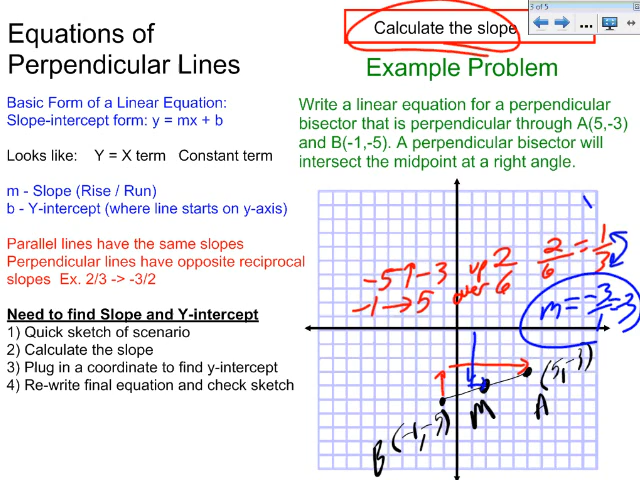 3 of 5
Calculate the slope
Equations of
Perpendicular Lines
Example Problem
Basic Form of a Linear Equation:
Slope-intercept form: y = mx + b
Looks like: Y = X term Constant term
m - Slope (Rise / Run)
b - Y-intercept (where line starts on y-axis)
Parallel lines have the same slopes
Perpendicular lines have opposite reciprocal
slopes Ex. 2/3 -> -3/2
Need to find Slope and Y-intercept
1) Quick sketch of scenario
2) Calculate the slope
3) Plug in a coordinate to find y-intercept
4) Re-write final equation and check sketch
Write a linear equation for a perpendicular
bisector that is perpendicular through A(5,-3)
and B(-1,-5). A perpendicular bisector will
intersect the midpoint at a right angle.
-5↑-3 up 2
-1→5 over 6
2/6 = 1/3
m = -3/1 = -3
(5,-3)
A
M
B (-1,-5)